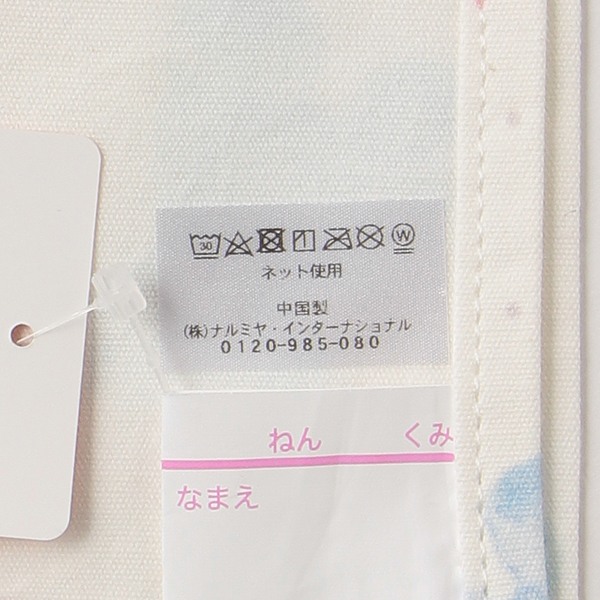 30
W
ネット使用
中国製
(株)ナルミヤ・インターナショナル
0120-985-080
ねん くみ
なまえ